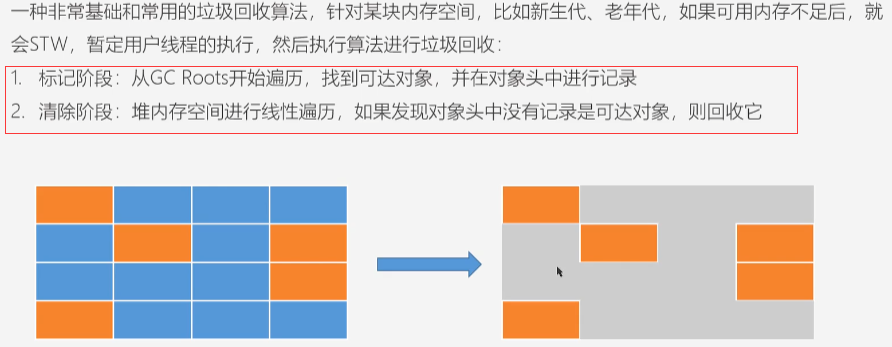 一种非常基础和常用的垃圾回收算法，针对某块内存空间，比如新生代、老年代，如果可用内存不足后，就
会STW，暂定用户线程的执行，然后执行算法进行垃圾回收：
1. 标记阶段：从GC Roots开始遍历，找到可达对象，并在对象头中进行记录
2. 清除阶段：堆内存空间进行线性遍历，如果发现对象头中没有记录是可达对象，则回收它